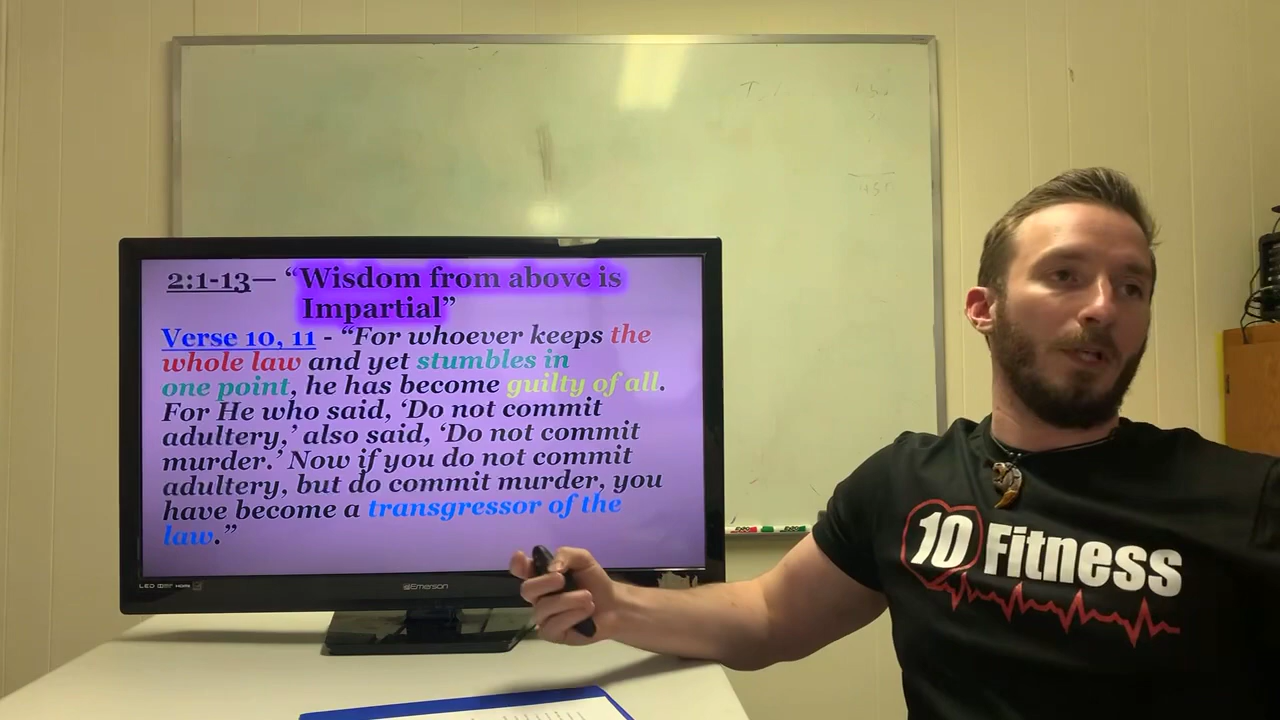 2:1-13— “Wisdom from above is
Impartial”
Verse 10, 11 - “For whoever keeps the
whole law and yet stumbles in
one point, he has become guilty of all.
For He who said, ‘Do not commit
adultery,’ also said, ‘Do not commit
murder.’ Now if you do not commit
adultery, but do commit murder, you
have become a transgressor of the
law.”
LED
HDMI
Emerson
10 Fitness